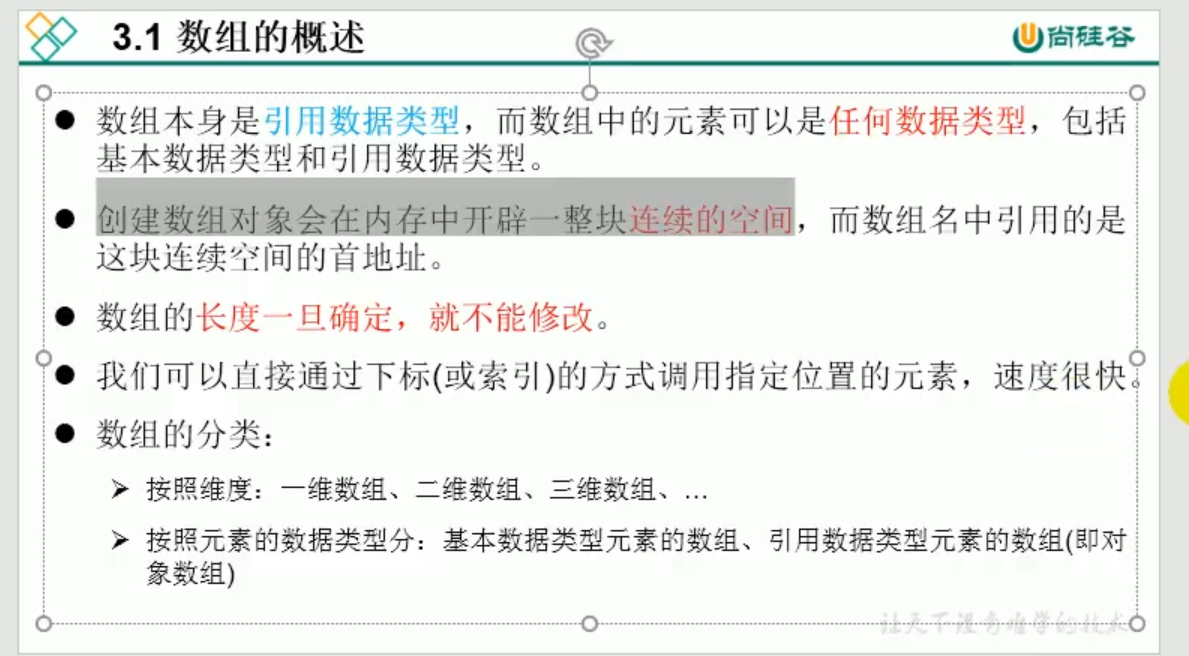 3.1 数组的概述
尚硅谷
● 数组本身是引用数据类型，而数组中的元素可以是任何数据类型，包括
基本数据类型和引用数据类型。
● 创建数组对象会在内存中开辟一整块连续的空间，而数组名中引用的是
这块连续空间的首地址。
● 数组的长度一旦确定，就不能修改。
● 我们可以直接通过下标(或索引)的方式调用指定位置的元素，速度很快。
● 数组的分类：
➢ 按照维度：一维数组、二维数组、三维数组、…
➢ 按照元素的数据类型分：基本数据类型元素的数组、引用数据类型元素的数组(即对
象数组)
让天下没有难学的技术